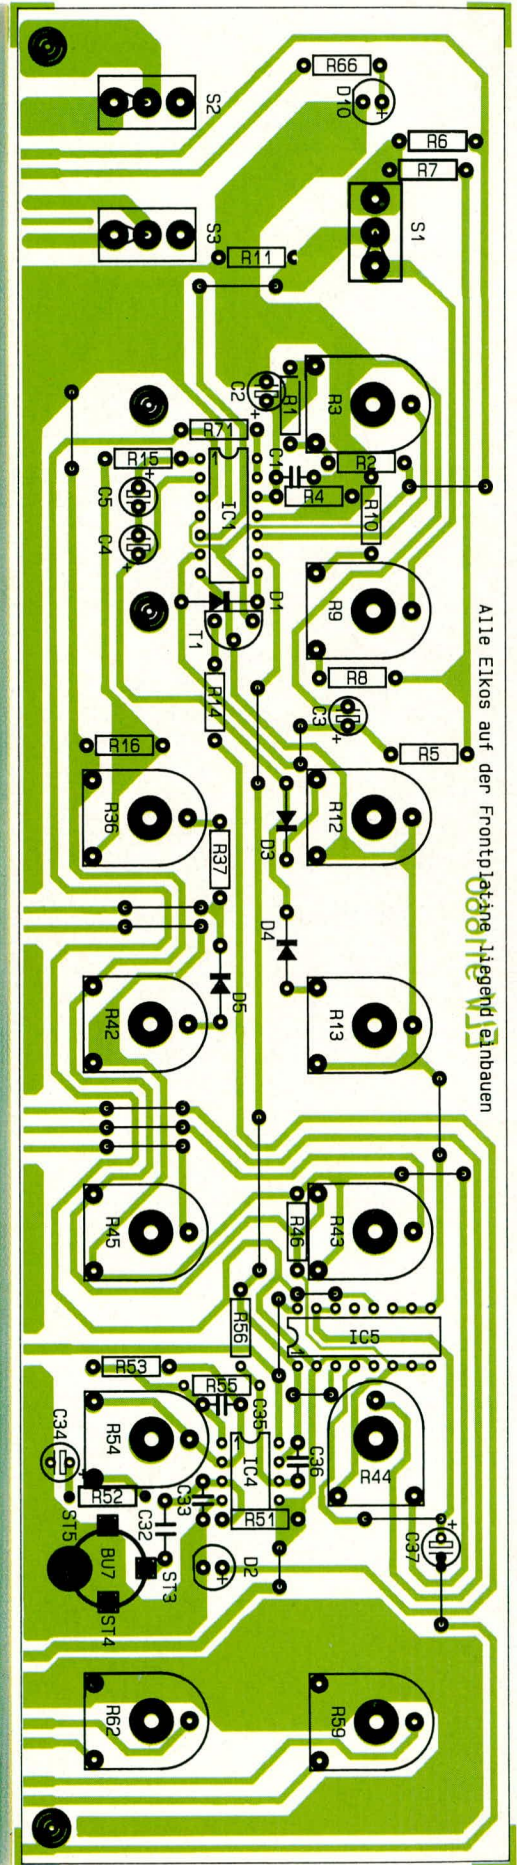 S2
R66
D10
+
R6
R7
S3
R11
S1
C2
+
R1
R3
R71
R15
1
C1
R2
R4
C5
+
IC1
R10
C4
+
D1
R9
T1
Alle Elkos auf der Frontplatine liegend einbauen
R8
R14
C3
+
R16
R5
R36
R12
D3
R37
D4
D5
R42
R13
R45
R46
R43
R56
IC5
1
R53
R55
C34
+
R54
C35
1
IC4
C36
R44
R52
C33
R51
C32
C37
+
ST5
BU7
ST3
D2
+
ST4
R62
R59